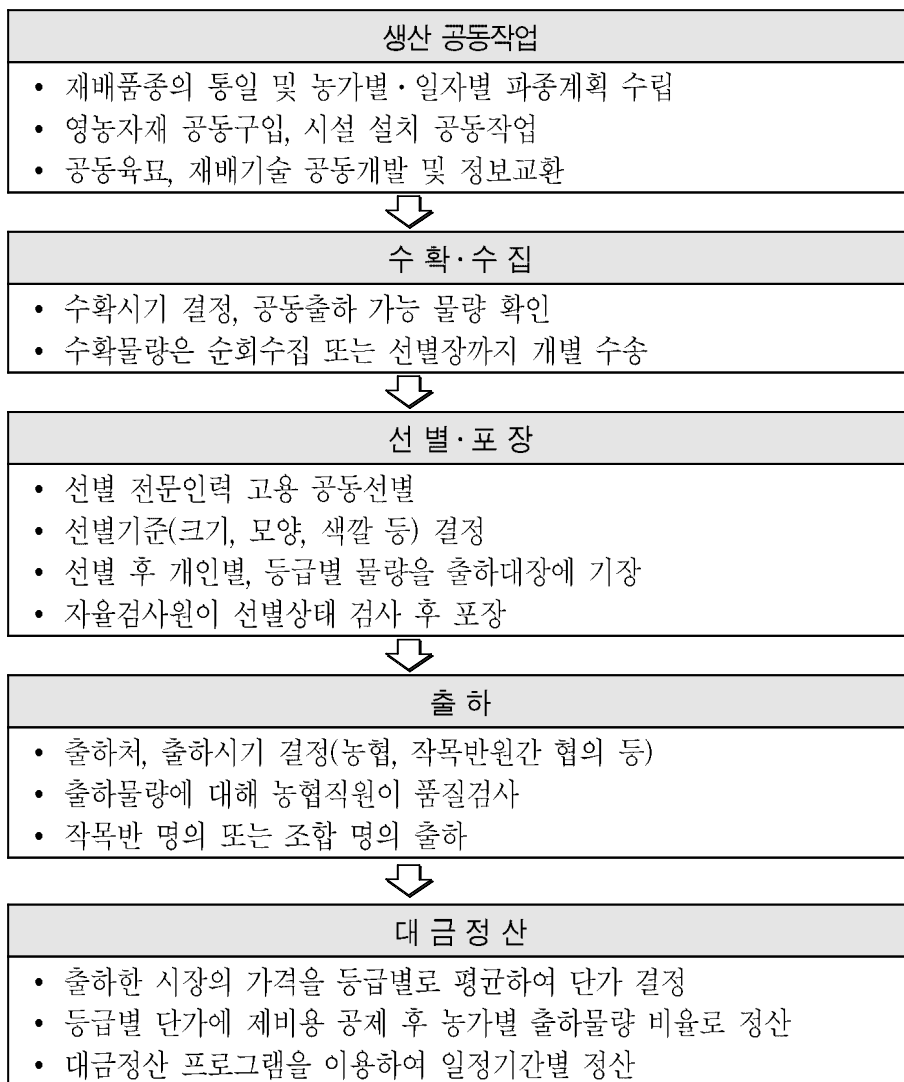 생산 공동작업
• 재배품종의 통일 및 농가별·일자별 파종계획 수립
• 영농자재 공동구입, 시설 설치 공동작업
• 공동육묘, 재배기술 공동개발 및 정보교환
수 확·수 집
• 수확시기 결정, 공동출하 가능 물량 확인
• 수확물량은 순회수집 또는 선별장까지 개별 수송
선 별·포 장
• 선별 전문인력 고용 공동선별
• 선별기준(크기, 모양, 색깔 등) 결정
• 선별 후 개인별, 등급별 물량을 출하대장에 기장
• 자율검사원이 선별상태 검사 후 포장
출 하
• 출하처, 출하시기 결정(농협, 작목반원간 협의 등)
• 출하물량에 대해 농협직원이 품질검사
• 작목반 명의 또는 조합 명의 출하
대 금 정 산
• 출하한 시장의 가격을 등급별로 평균하여 단가 결정
• 등급별 단가에 제비용 공제 후 농가별 출하물량 비율로 정산
• 대금정산 프로그램을 이용하여 일정기간별 정산